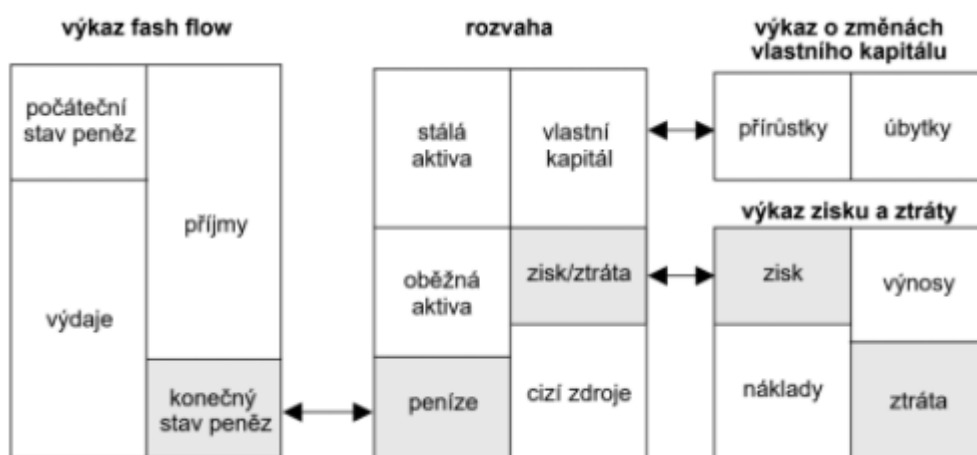 výkaz fash flow
počáteční
stav peněz
příjmy
výdaje
konečný
stav peněz
rozvaha
stálá
aktiva
vlastní
kapitál
oběžná
aktiva
zisk/ztráta
peníze
cizí zdroje
výkaz o změnách
vlastního kapitálu
přírůstky
úbytky
výkaz zisku a ztráty
zisk
výnosy
náklady
ztráta